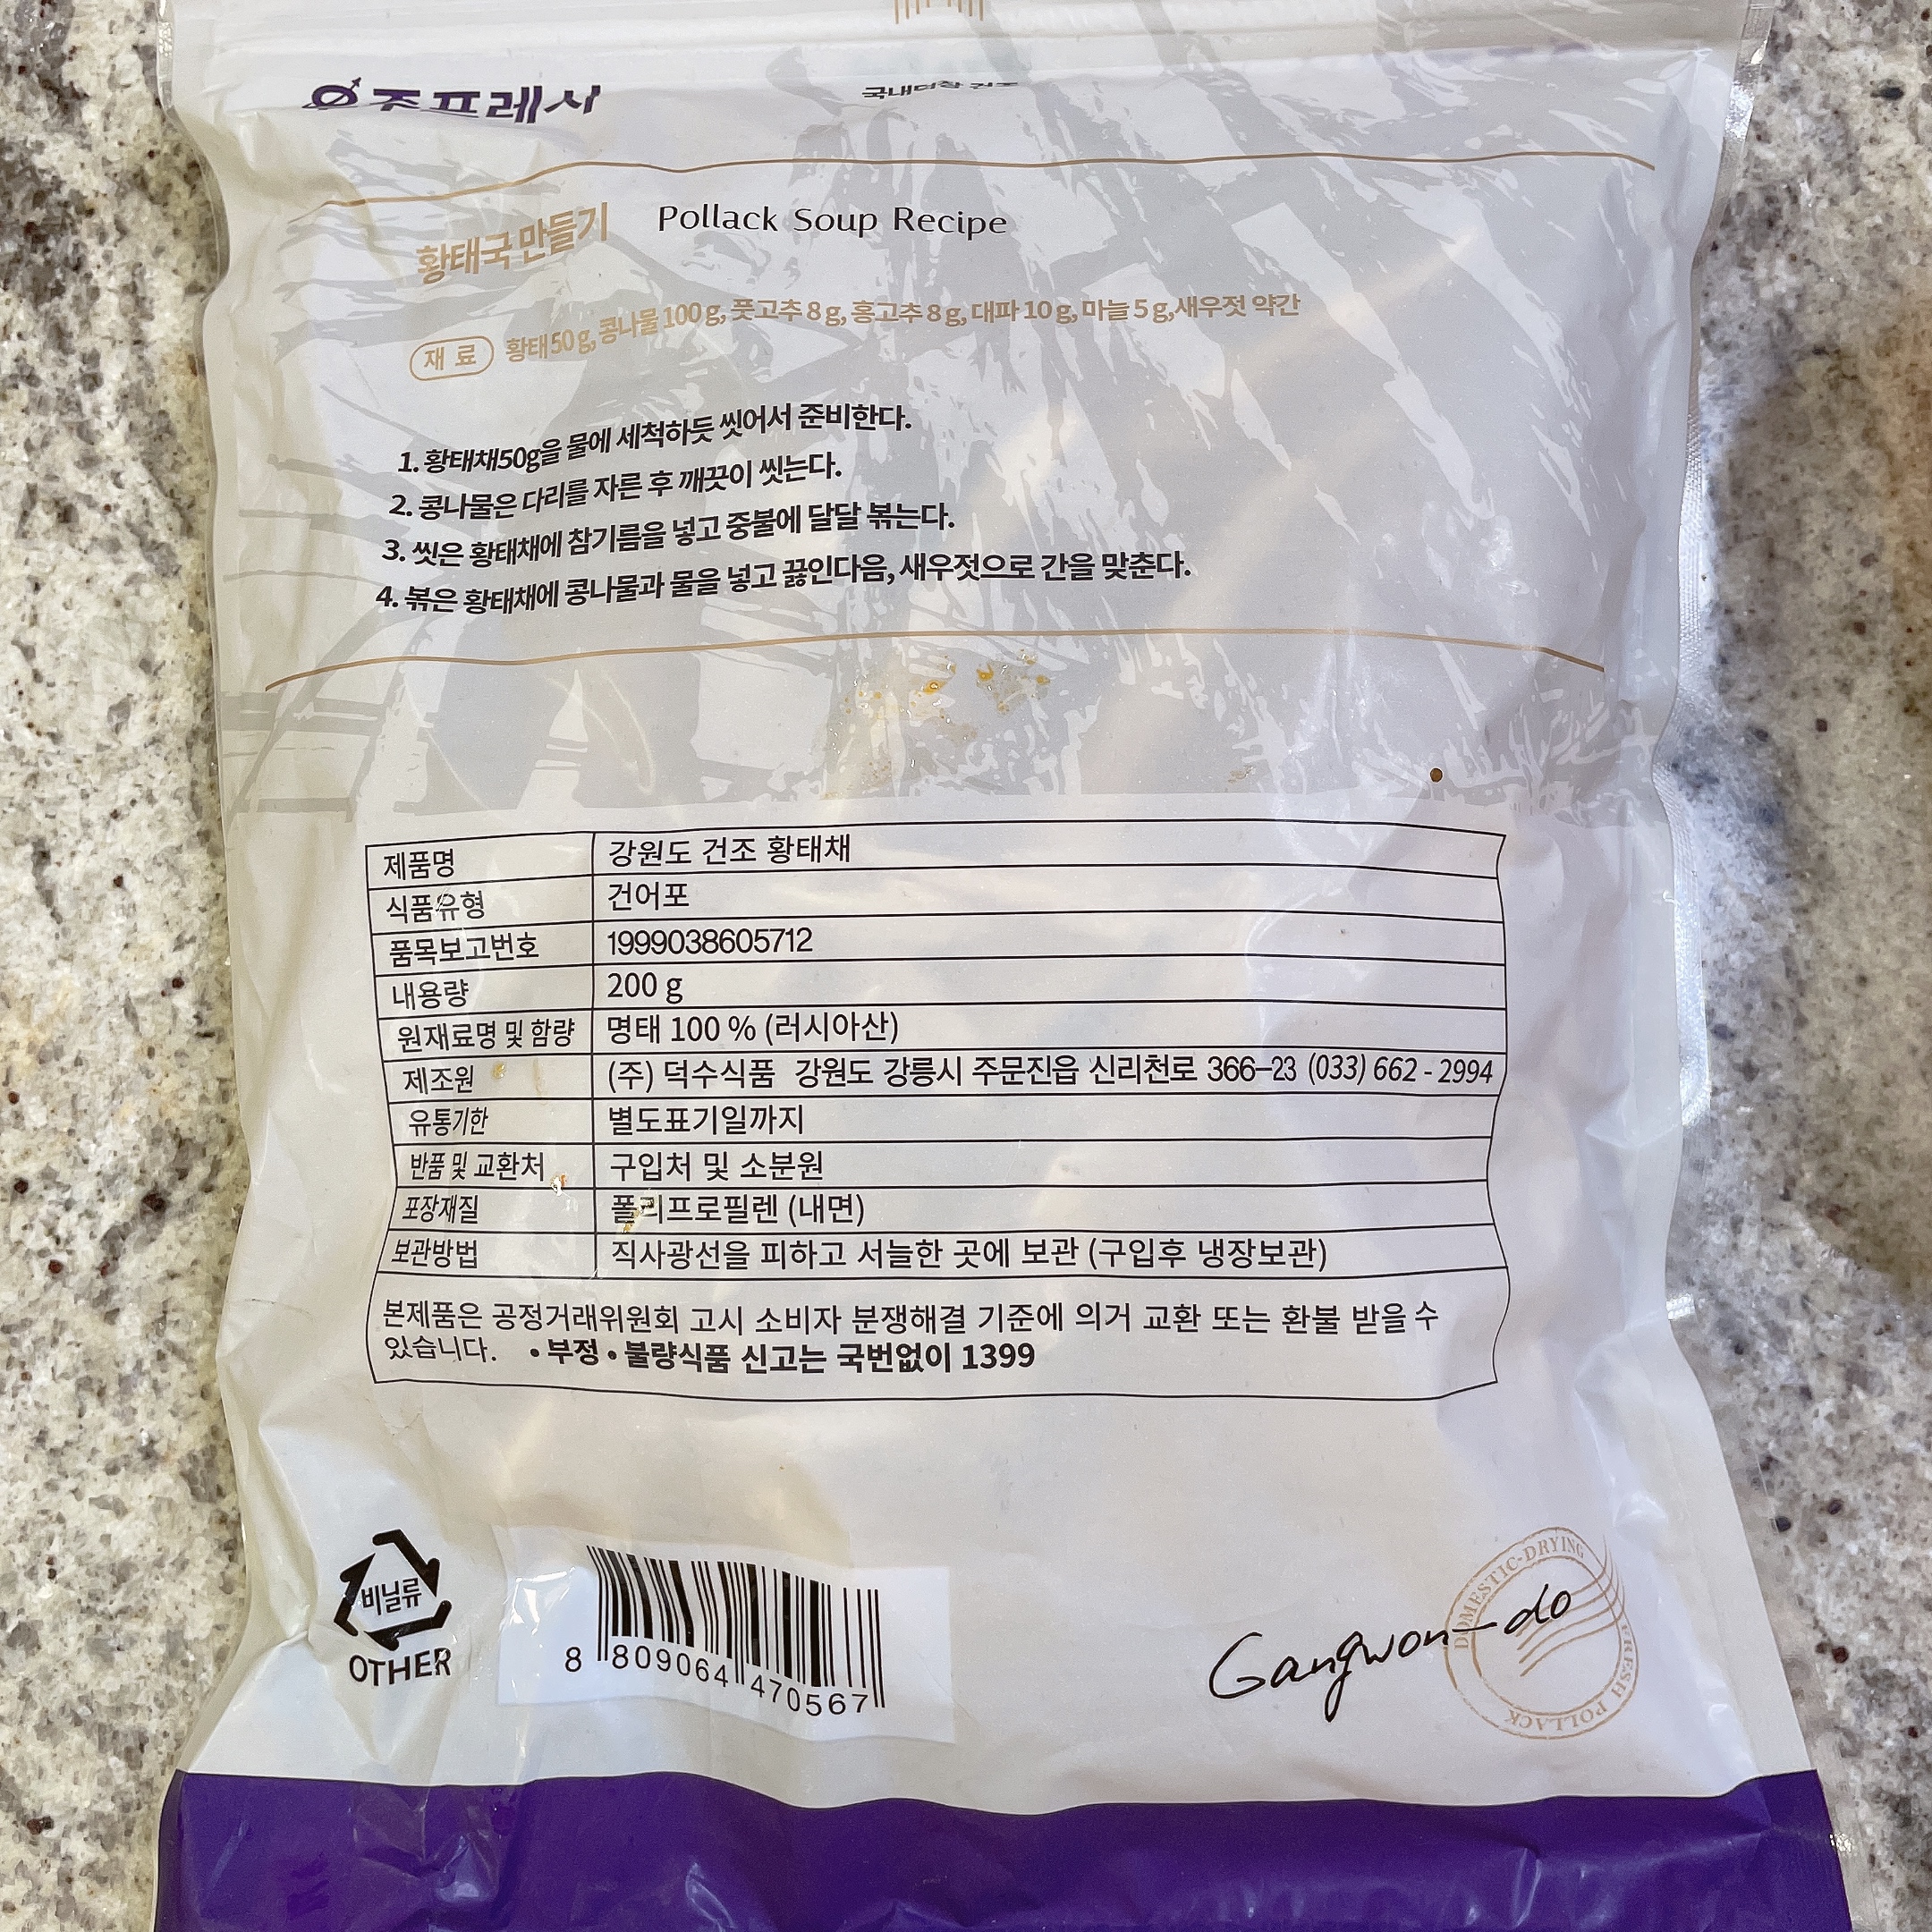 오주프레시
국내덕장 건조
황태국 만들기 Pollack Soup Recipe
재료 황태 50g, 콩나물 100g, 풋고추 8g, 홍고추 8g, 대파 10g, 마늘 5g,새우젓 약간
1. 황태채50g을 물에 세척하듯 씻어서 준비한다.
2. 콩나물은 다리를 자른 후 깨끗이 씻는다.
3. 씻은 황태채에 참기름을 넣고 중불에 달달 볶는다.
4. 볶은 황태채에 콩나물과 물을 넣고 끓인다음, 새우젓으로 간을 맞춘다.
제품명 강원도 건조 황태채
식품유형 건어포
품목보고번호 1999038605712
내용량 200 g
원재료명 및 함량 명태 100 % (러시아산)
제조원 (주) 덕수식품 강원도 강릉시 주문진읍 신리천로 366-23 (033) 662 - 2994
유통기한 별도표기일까지
반품 및 교환처 구입처 및 소분원
포장재질 폴리프로필렌 (내면)
보관방법 직사광선을 피하고 서늘한 곳에 보관 (구입후 냉장보관)
본제품은 공정거래위원회 고시 소비자 분쟁해결 기준에 의거 교환 또는 환불 받을 수
있습니다. • 부정 • 불량식품 신고는 국번없이 1399
비닐류
OTHER
8 809064 470567
Gangwon-do
DOMESTIC-DRYING FRESH POLLACK